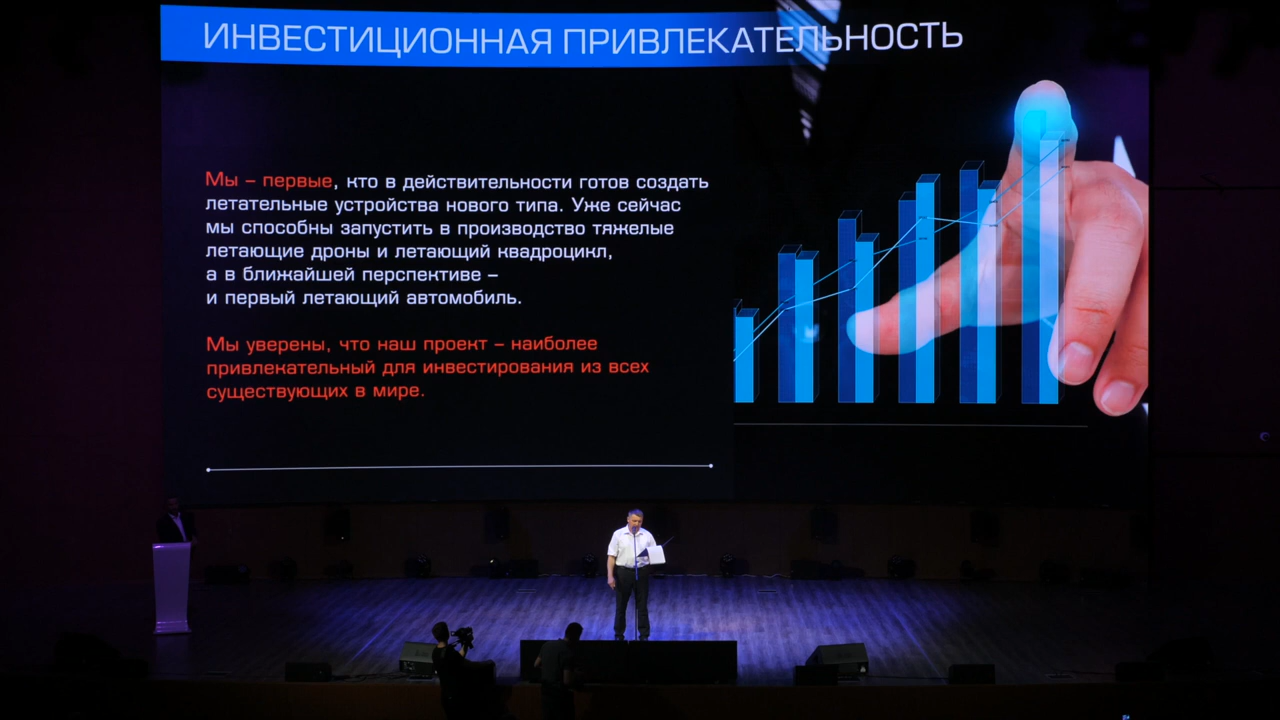 ИНВЕСТИЦИОННАЯ ПРИВЛЕКАТЕЛЬНОСТЬ
Мы – первые, кто в действительности готов создать
летательные устройства нового типа. Уже сейчас
мы способны запустить в производство тяжелые
летающие дроны и летающий квадроцикл,
а в ближайшей перспективе –
и первый летающий автомобиль.
Мы уверены, что наш проект – наиболее
привлекательный для инвестирования из всех
существующих в мире.